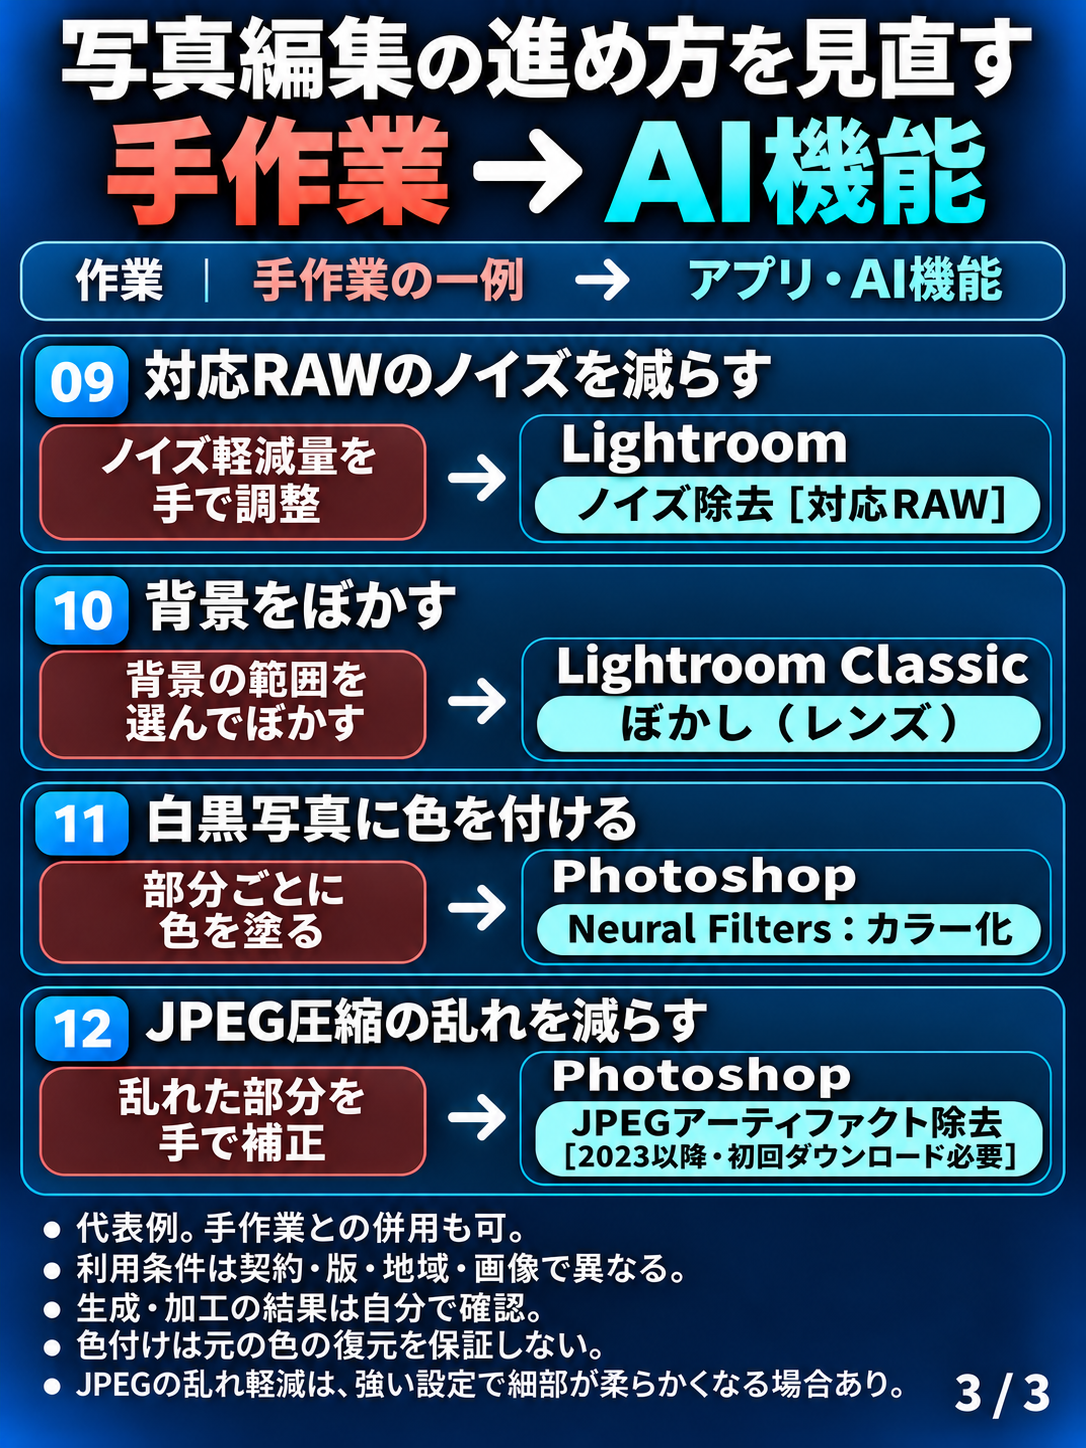 写真編集の進め方を見直す
手作業→AI機能
作業｜手作業の一例→アプリ・AI機能
09 対応RAWのノイズを減らす
ノイズ軽減量を
手で調整
→
Lightroom
ノイズ除去［対応RAW］
10 背景をぼかす
背景の範囲を
選んでぼかす
→
Lightroom Classic
ぼかし（レンズ）
11 白黒写真に色を付ける
部分ごとに
色を塗る
→
Photoshop
Neural Filters：カラー化
12 JPEG圧縮の乱れを減らす
乱れた部分を
手で補正
→
Photoshop
JPEGアーティファクト除去
［2023以降・初回ダウンロード必要］
● 代表例。手作業との併用も可。
● 利用条件は契約・版・地域・画像で異なる。
● 生成・加工の結果は自分で確認。
● 色付けは元の色の復元を保証しない。
● JPEGの乱れ軽減は、強い設定で細部が柔らかくなる場合あり。
3/3